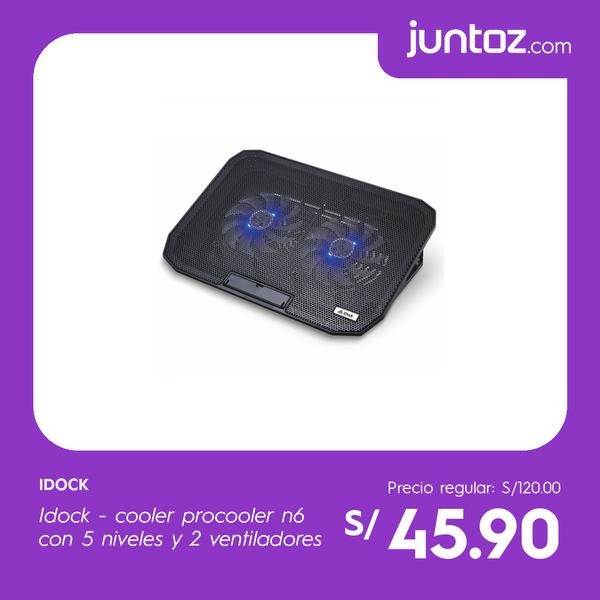 juntoz.com
IDOCK
Idock - cooler procooler n6
con 5 niveles y 2 ventiladores
Precio regular: S/120.00
S/ 45.90